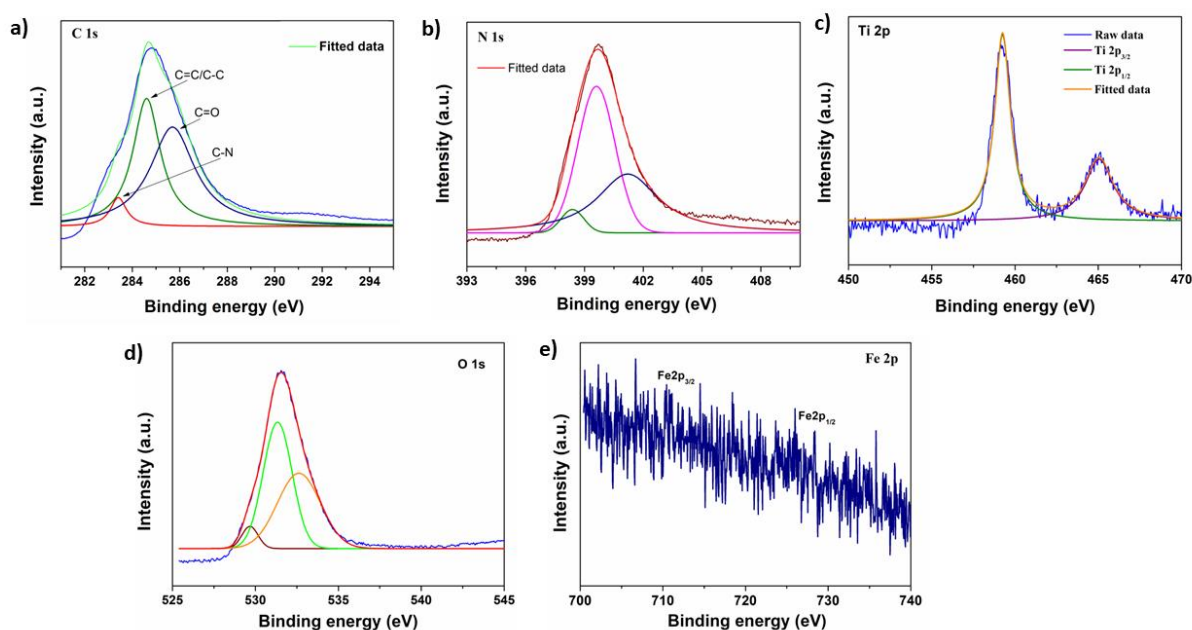 a)
C 1s
Fitted data
C=C/C-C
C=O
C-N
Intensity (a.u.)
282 284 286 288 290 292 294
Binding energy (eV)
b)
N 1s
Fitted data
Intensity (a.u.)
393 396 399 402 405 408
Binding energy (eV)
c)
Ti 2p
Raw data
Ti 2p3/2
Ti 2p1/2
Fitted data
Intensity (a.u.)
450 455 460 465 470
Binding energy (eV)
d)
O 1s
Intensity (a.u.)
525 530 535 540 545
Binding energy (eV)
e)
Fe 2p
Fe2p3/2
Fe2p1/2
Intensity (a.u.)
700 710 720 730 740
Binding energy (eV)